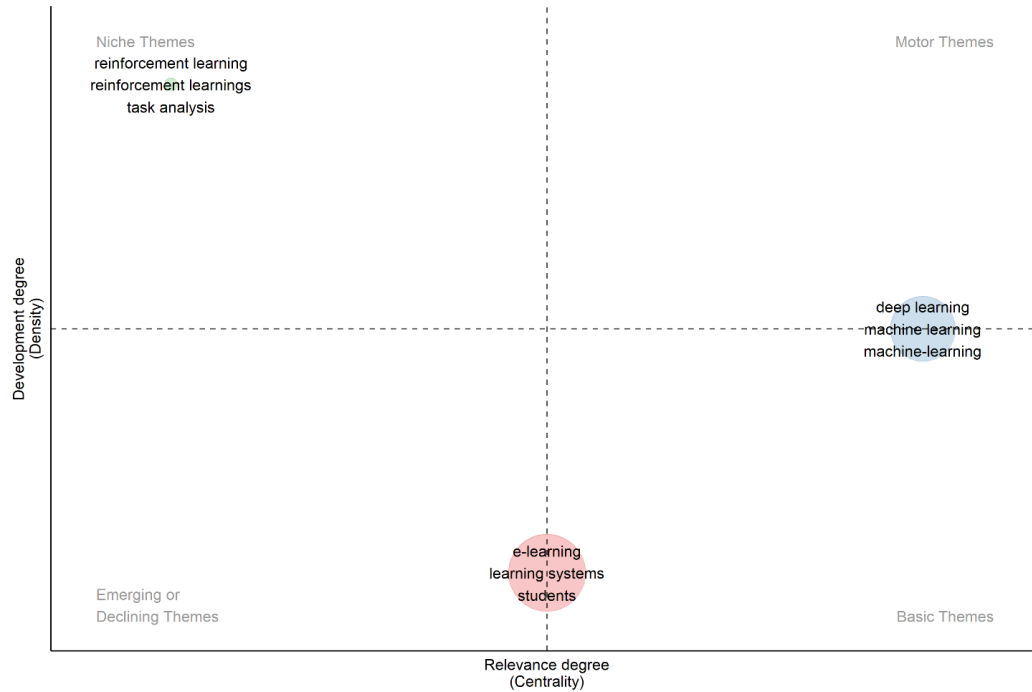 Niche Themes
reinforcement learning
reinforcement learnings
task analysis
Motor Themes
Development degree
(Density)
deep learning
machine learning
machine-learning
e-learning
learning systems
students
Emerging or
Declining Themes
Basic Themes
Relevance degree
(Centrality)